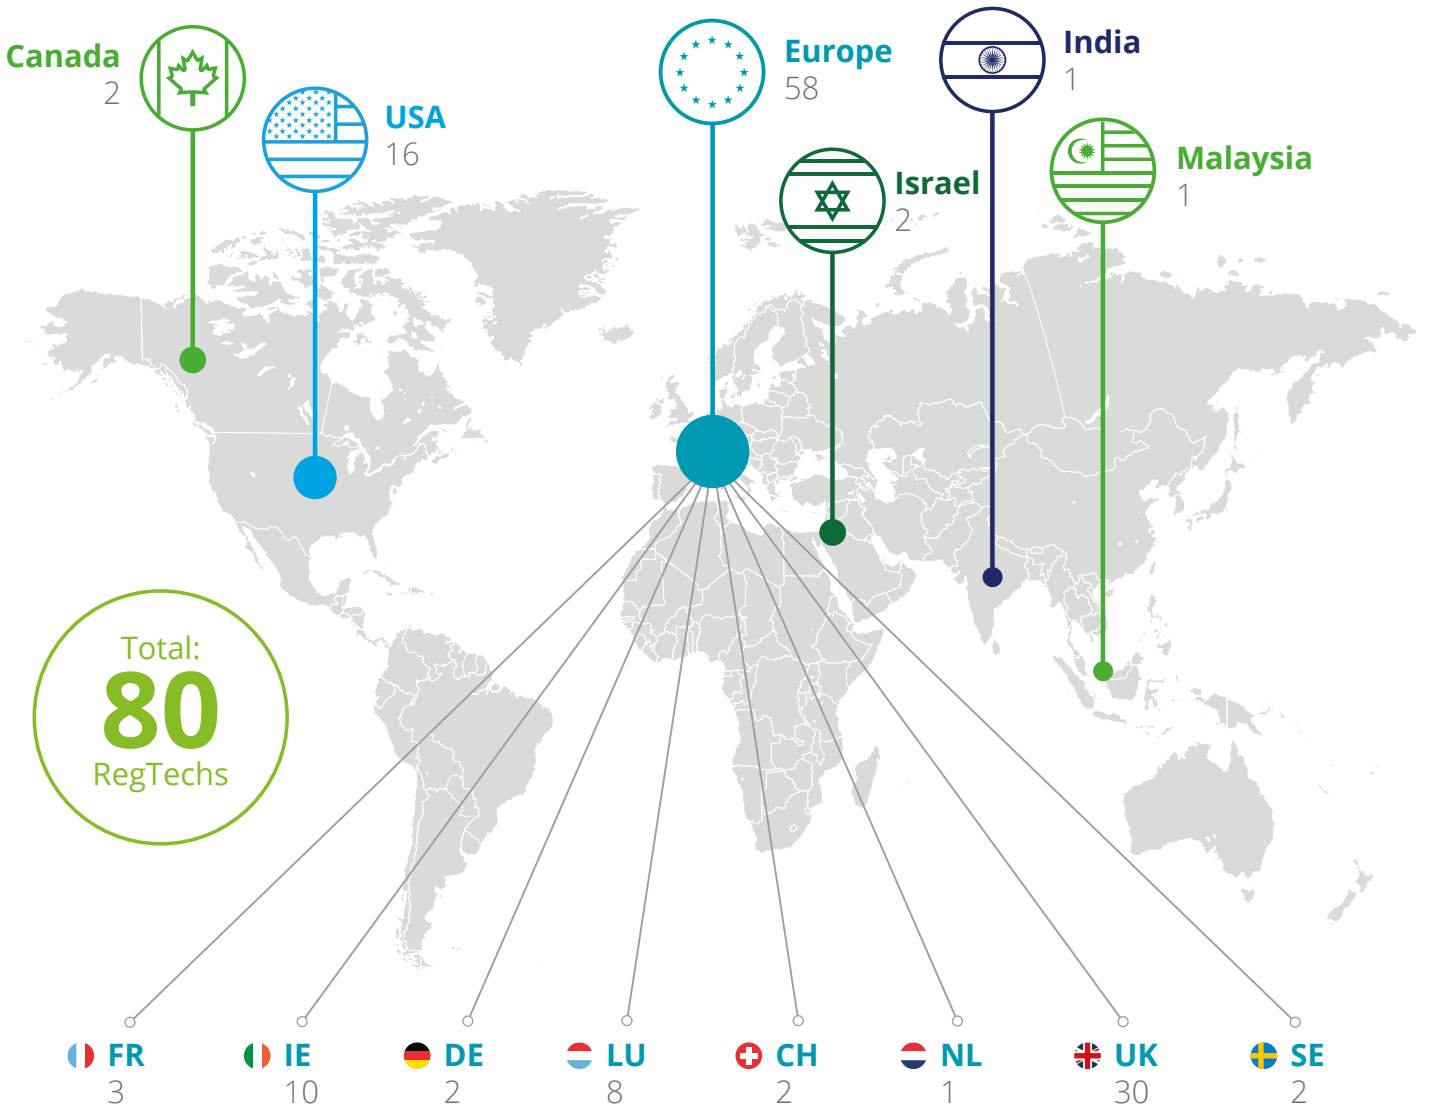 Canada
2
USA
16
Europe
58
India
1
Israel
2
Malaysia
1
Total:
80
RegTechs
FR
3
IE
10
DE
2
LU
8
CH
2
NL
1
UK
30
SE
2